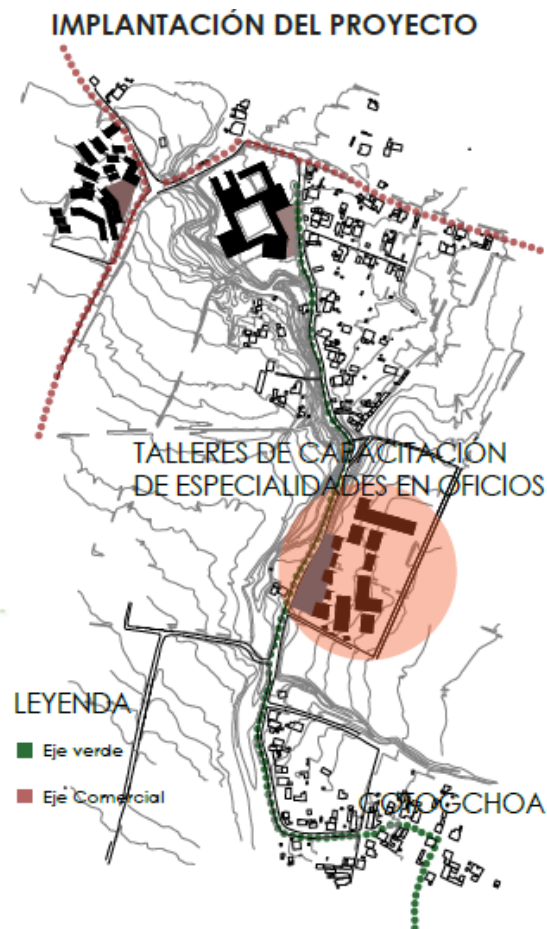 IMPLANTACIÓN DEL PROYECTO
TALLERES DE CAPACITACIÓN
DE ESPECIALIDADES EN OFICIOS
LEYENDA
Eje verde
Eje Comercial
COTOGCHOA